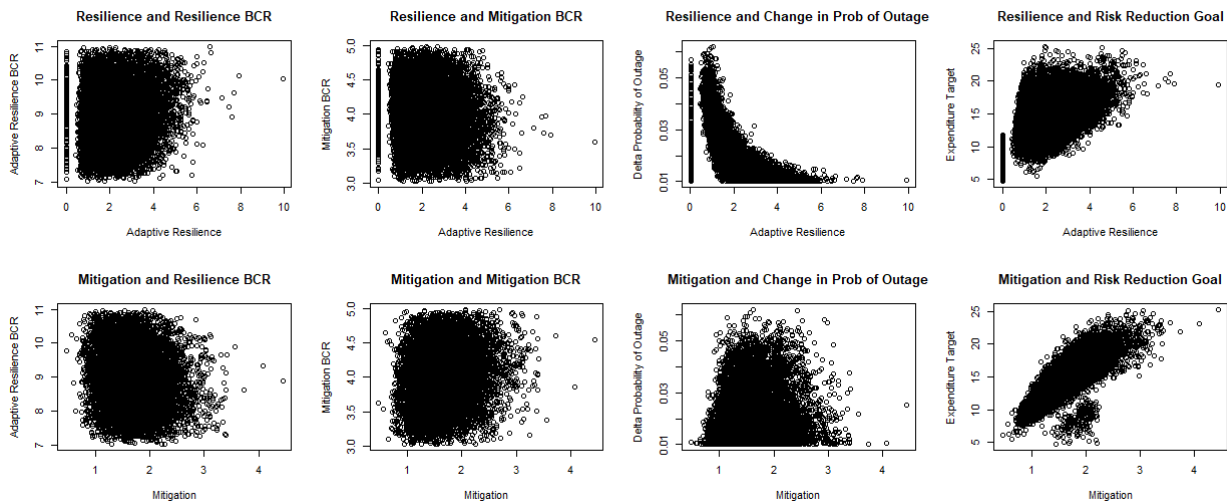 Resilience and Resilience BCR
Adaptive Resilience BCR
11
10
9
8
7
0 2 4 6 8 10
Adaptive Resilience
Resilience and Mitigation BCR
Mitigation BCR
5.0
4.5
4.0
3.5
3.0
0 2 4 6 8 10
Adaptive Resilience
Resilience and Change in Prob of Outage
Delta Probability of Outage
0.05
0.03
0.01
0 2 4 6 8 10
Adaptive Resilience
Resilience and Risk Reduction Goal
Expenditure Target
25
20
15
10
5
0 2 4 6 8 10
Adaptive Resilience
Mitigation and Resilience BCR
Adaptive Resilience BCR
11
10
9
8
7
1 2 3 4
Mitigation
Mitigation and Mitigation BCR
Mitigation BCR
5.0
4.5
4.0
3.5
3.0
1 2 3 4
Mitigation
Mitigation and Change in Prob of Outage
Delta Probability of Outage
0.05
0.03
0.01
1 2 3 4
Mitigation
Mitigation and Risk Reduction Goal
Expenditure Target
25
20
15
10
5
1 2 3 4
Mitigation